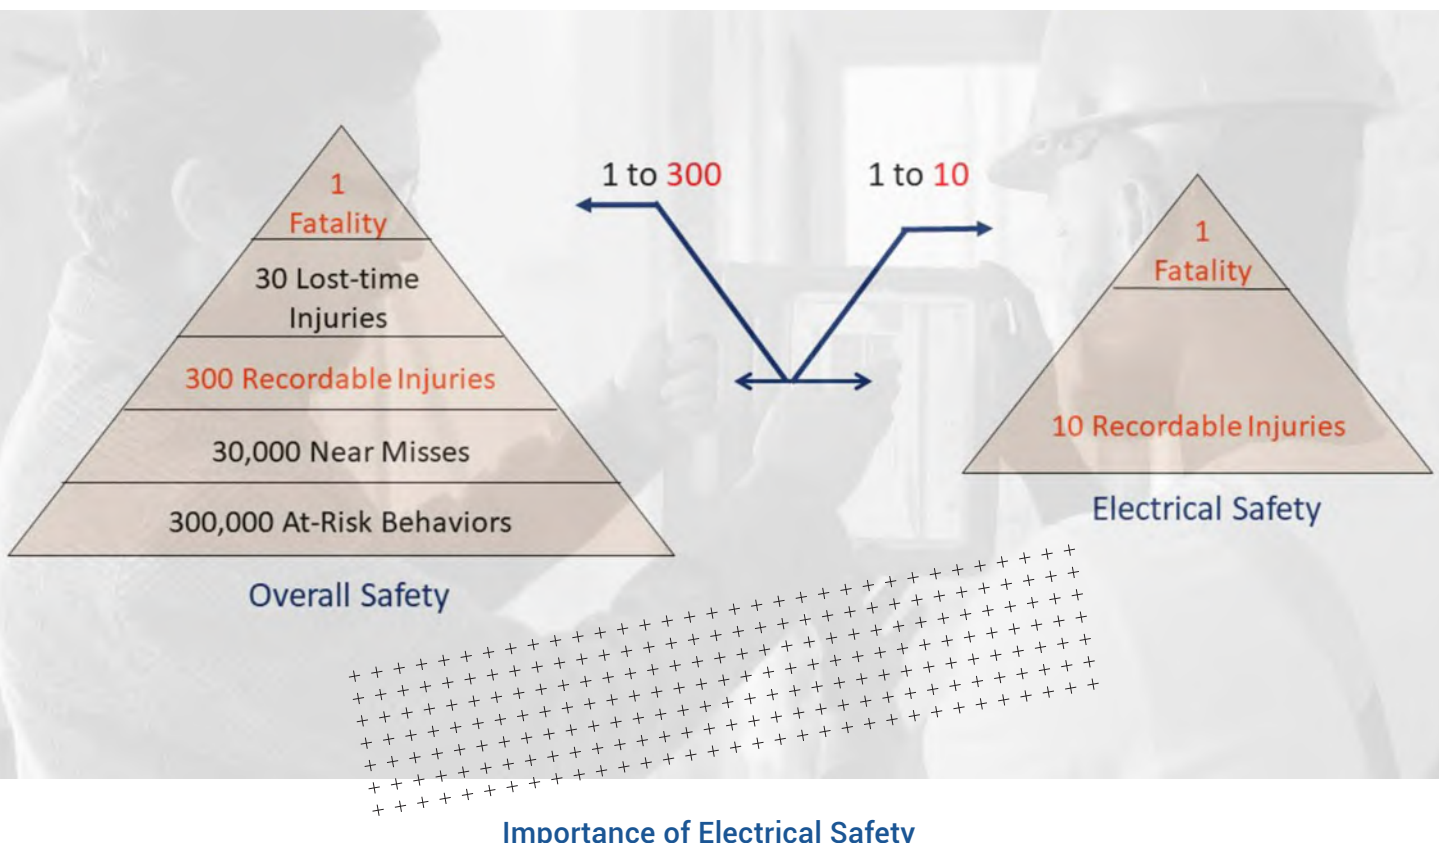 1
Fatality
30 Lost-time
Injuries
300 Recordable Injuries
30,000 Near Misses
300,000 At-Risk Behaviors
Overall Safety
1 to 300
1 to 10
1
Fatality
10 Recordable Injuries
Electrical Safety
Importance of Electrical Safety